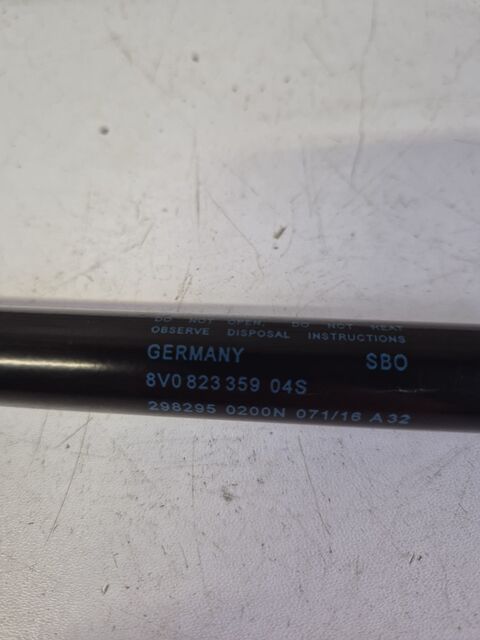 DO NOT OPEN, DO NOT HEAT
OBSERVE DISPOSAL INSTRUCTIONS
GERMANY SBO
8V0 823 359 04S
298295 0200N 071/16 A32